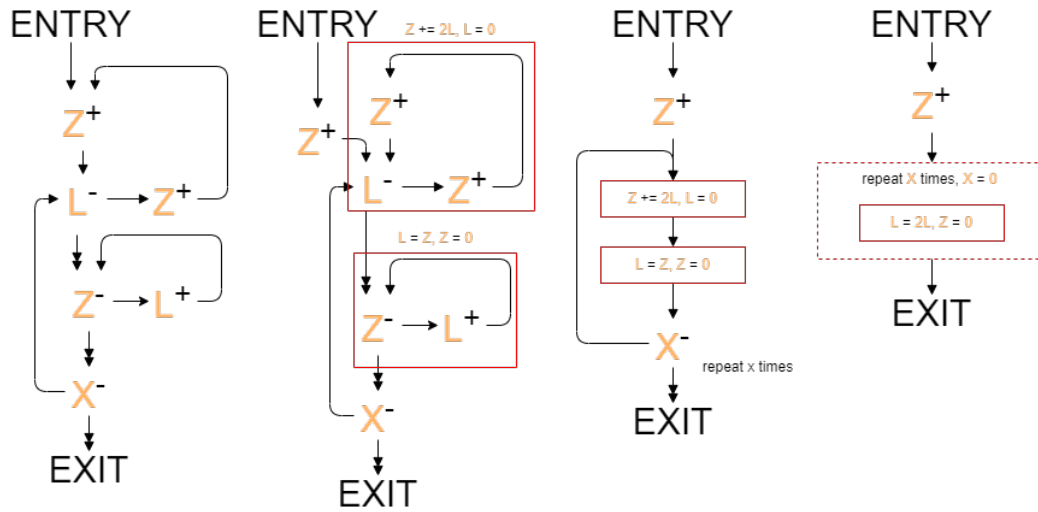 ENTRY
Z+
L-
Z+
Z-
L+
X-
EXIT
ENTRY
Z += 2L, L = 0
Z+
Z+
L-
Z+
L = Z, Z = 0
Z-
L+
X-
EXIT
ENTRY
Z+
Z += 2L, L = 0
L = Z, Z = 0
X-
repeat x times
EXIT
ENTRY
Z+
repeat X times, X = 0
L = 2L, Z = 0
EXIT